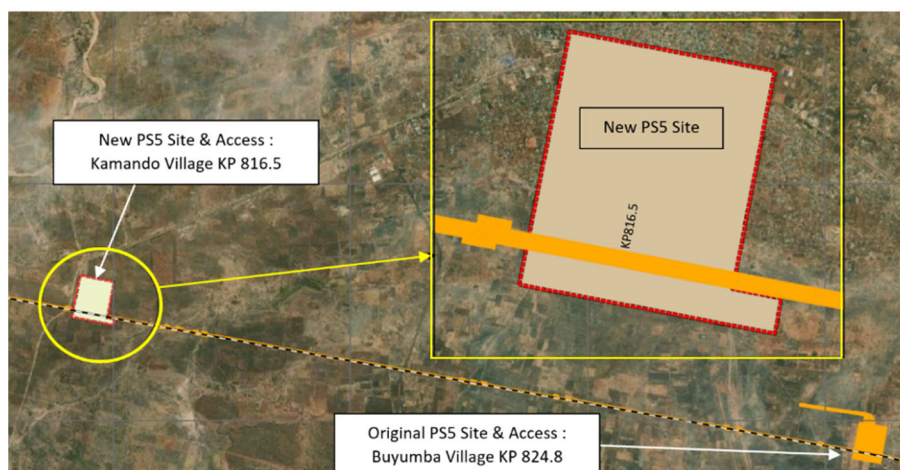 New PS5 Site & Access :
Kamando Village KP 816.5
New PS5 Site
KP816.5
Original PS5 Site & Access :
Buyumba Village KP 824.8